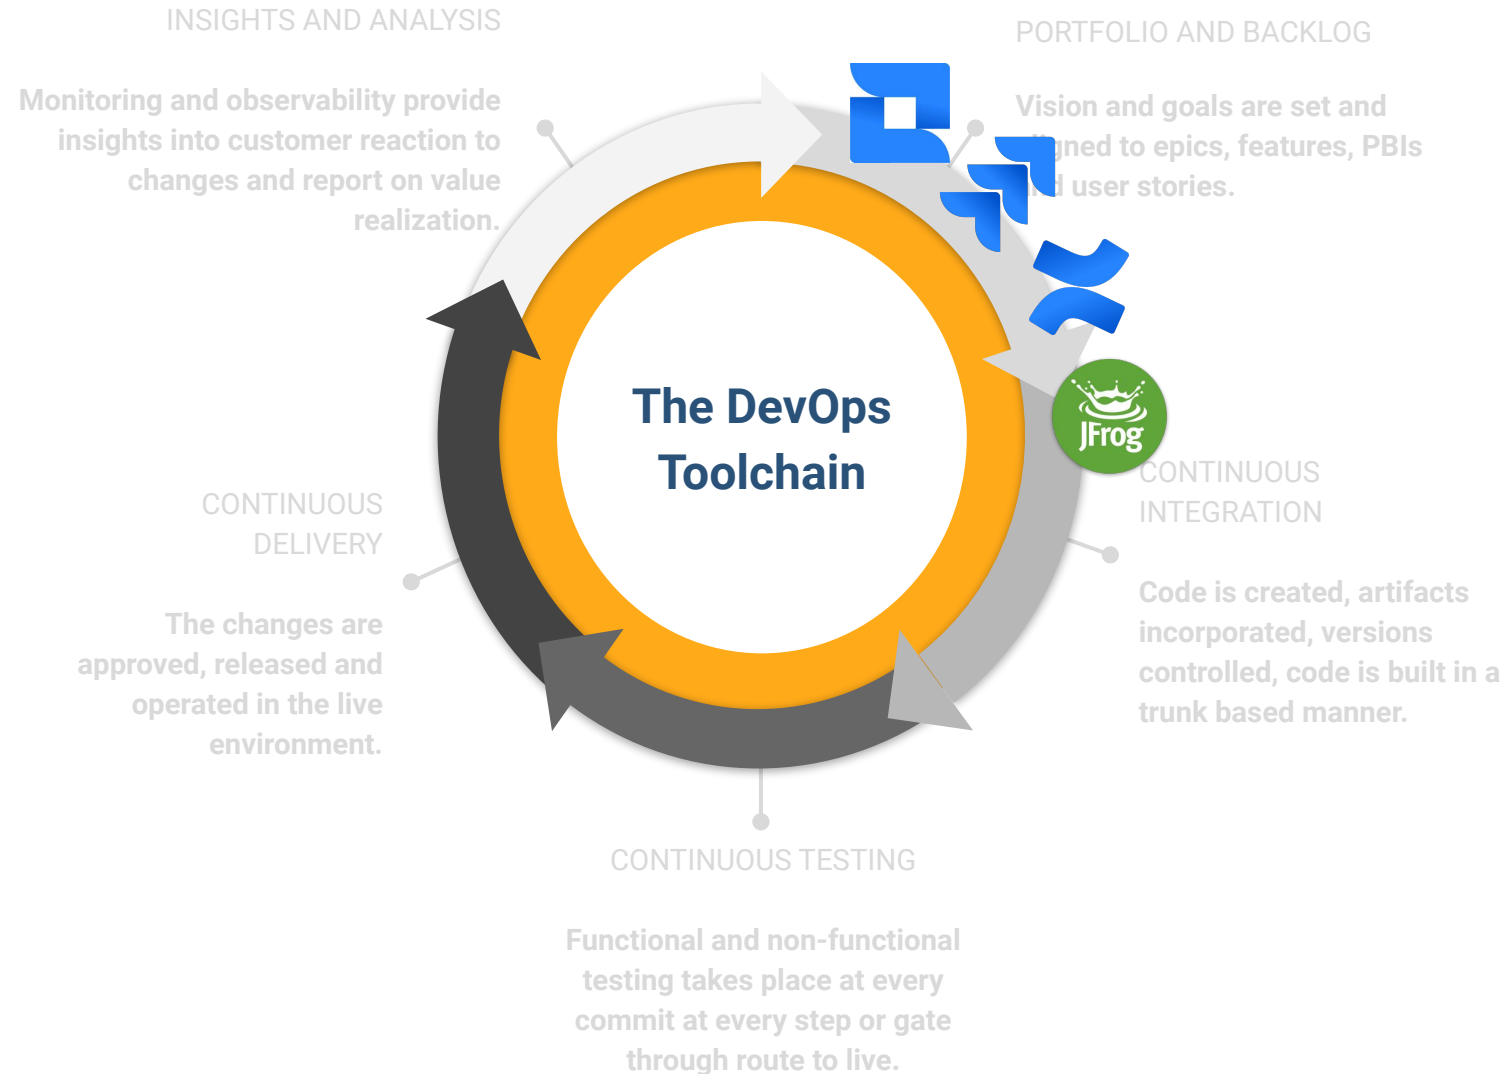 INSIGHTS AND ANALYSIS
Monitoring and observability provide
insights into customer reaction to
changes and report on value
realization.
PORTFOLIO AND BACKLOG
Vision and goals are set and
gned to epics, features, PBIs
user stories.
The DevOps
Toolchain
JFrog
CONTINUOUS
INTEGRATION
Code is created, artifacts
incorporated, versions
controlled, code is built in a
trunk based manner.
CONTINUOUS
DELIVERY
The changes are
approved, released and
operated in the live
environment.
CONTINUOUS TESTING
Functional and non-functional
testing takes place at every
commit at every step or gate
through route to live.